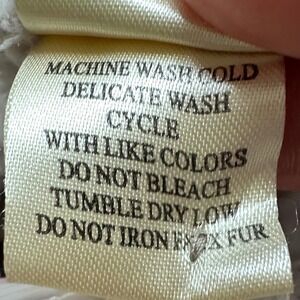 MACHINE WASH COLD
DELICATE WASH
CYCLE
WITH LIKE COLORS
DO NOT BLEACH
TUMBLE DRY LOW
DO NOT IRON FAUX FUR